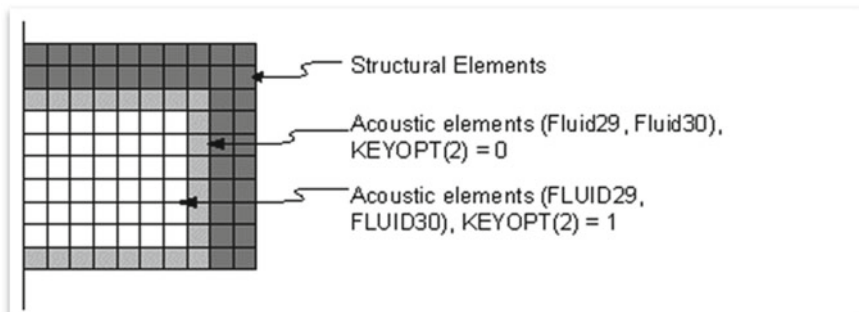 Structural Elements
Acoustic elements (Fluid29, Fluid30),
KEYOPT(2) = 0
Acoustic elements (FLUID29,
FLUID30), KEYOPT(2) = 1